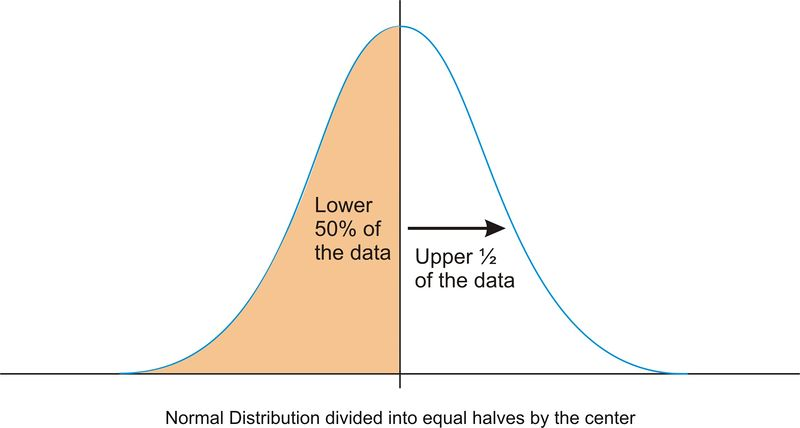 Lower
50% of
the data
Upper ½
of the data
Normal Distribution divided into equal halves by the center